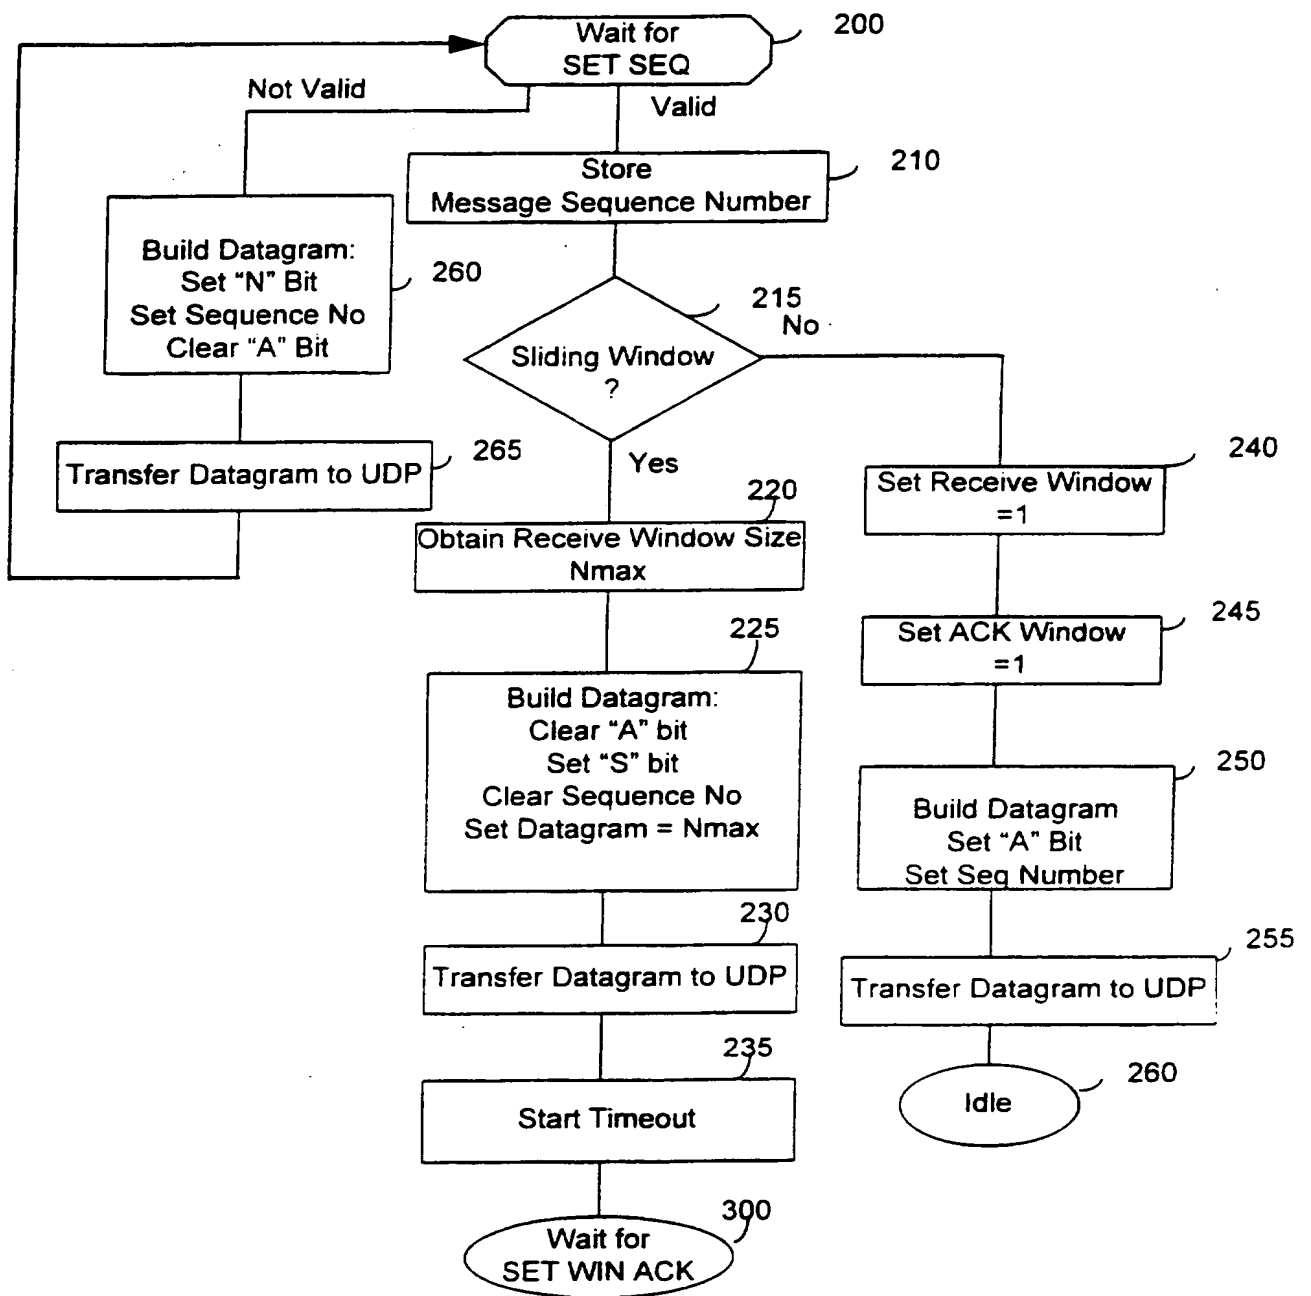 Wait for
SET SEQ
200
Not Valid
Valid
Store
Message Sequence Number
210
Build Datagram:
Set “N” Bit
Set Sequence No
Clear “A” Bit
260
215
No
Sliding Window
?
Transfer Datagram to UDP
265
Yes
240
Set Receive Window
=1
220
Obtain Receive Window Size
Nmax
245
Set ACK Window
=1
225
Build Datagram:
Clear “A” bit
Set “S” bit
Clear Sequence No
Set Datagram = Nmax
250
Build Datagram
Set “A” Bit
Set Seq Number
230
Transfer Datagram to UDP
255
Transfer Datagram to UDP
235
Start Timeout
260
Idle
300
Wait for
SET WIN ACK